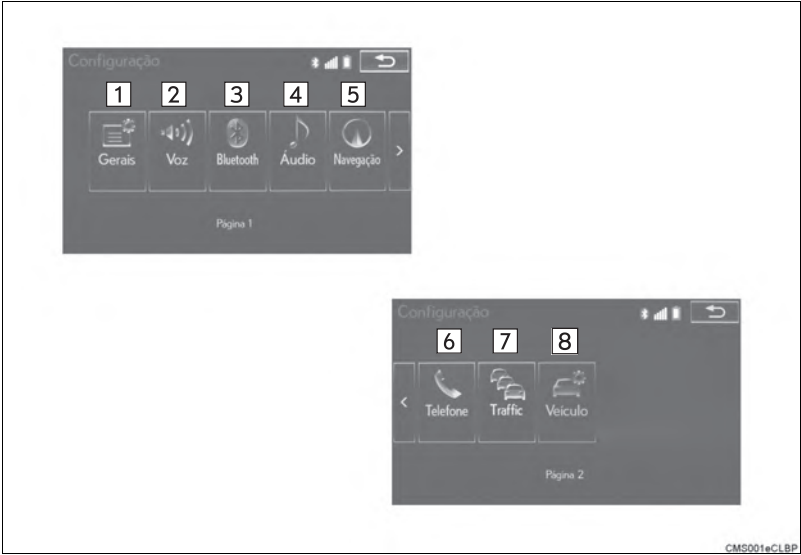 Configuração
1 2 3 4 5
Gerais Voz Bluetooth Áudio Navegação >
Página 1
Configuração
6 7 8
< Telefone Traffic Veículo
Página 2
CMS001eCLBP